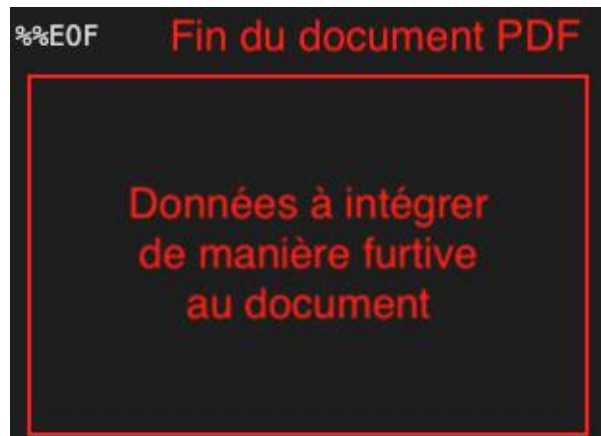 %%EOF Fin du document PDF
Données à intégrer
de manière furtive
au document